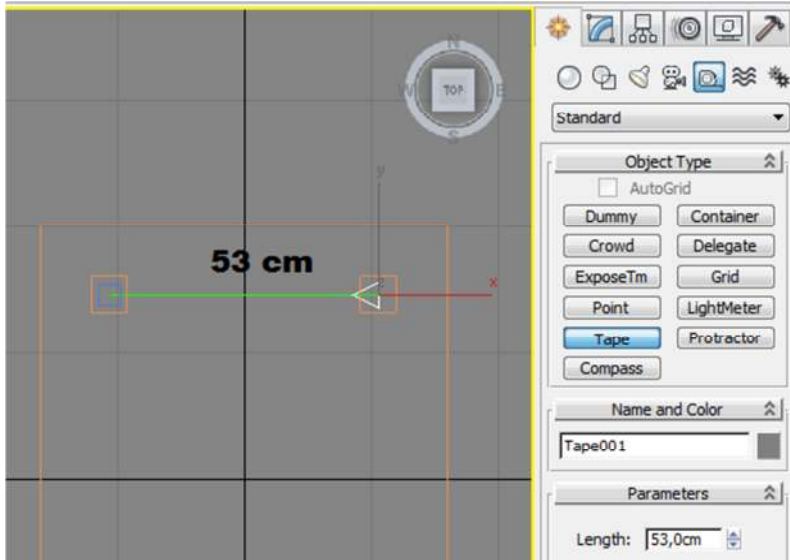 N
W
TOP
E
S
y
53 cm
z
x
Standard
Object Type
AutoGrid
Dummy Container
Crowd Delegate
ExposeTm Grid
Point LightMeter
Tape Protractor
Compass
Name and Color
Tape001
Parameters
Length: 53,0cm